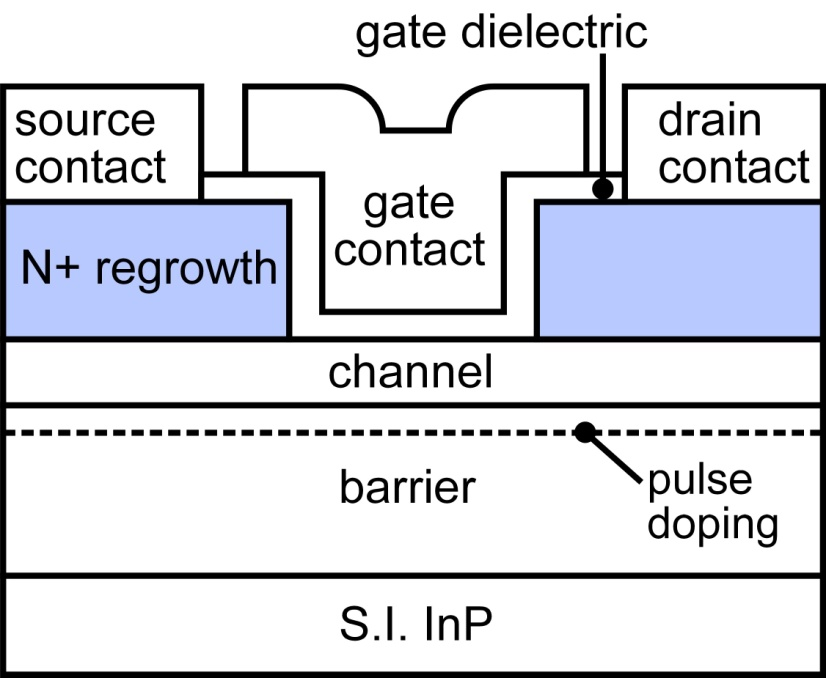 gate dielectric
source
contact
drain
contact
gate
contact
N+ regrowth
channel
barrier
pulse
doping
S.I. InP